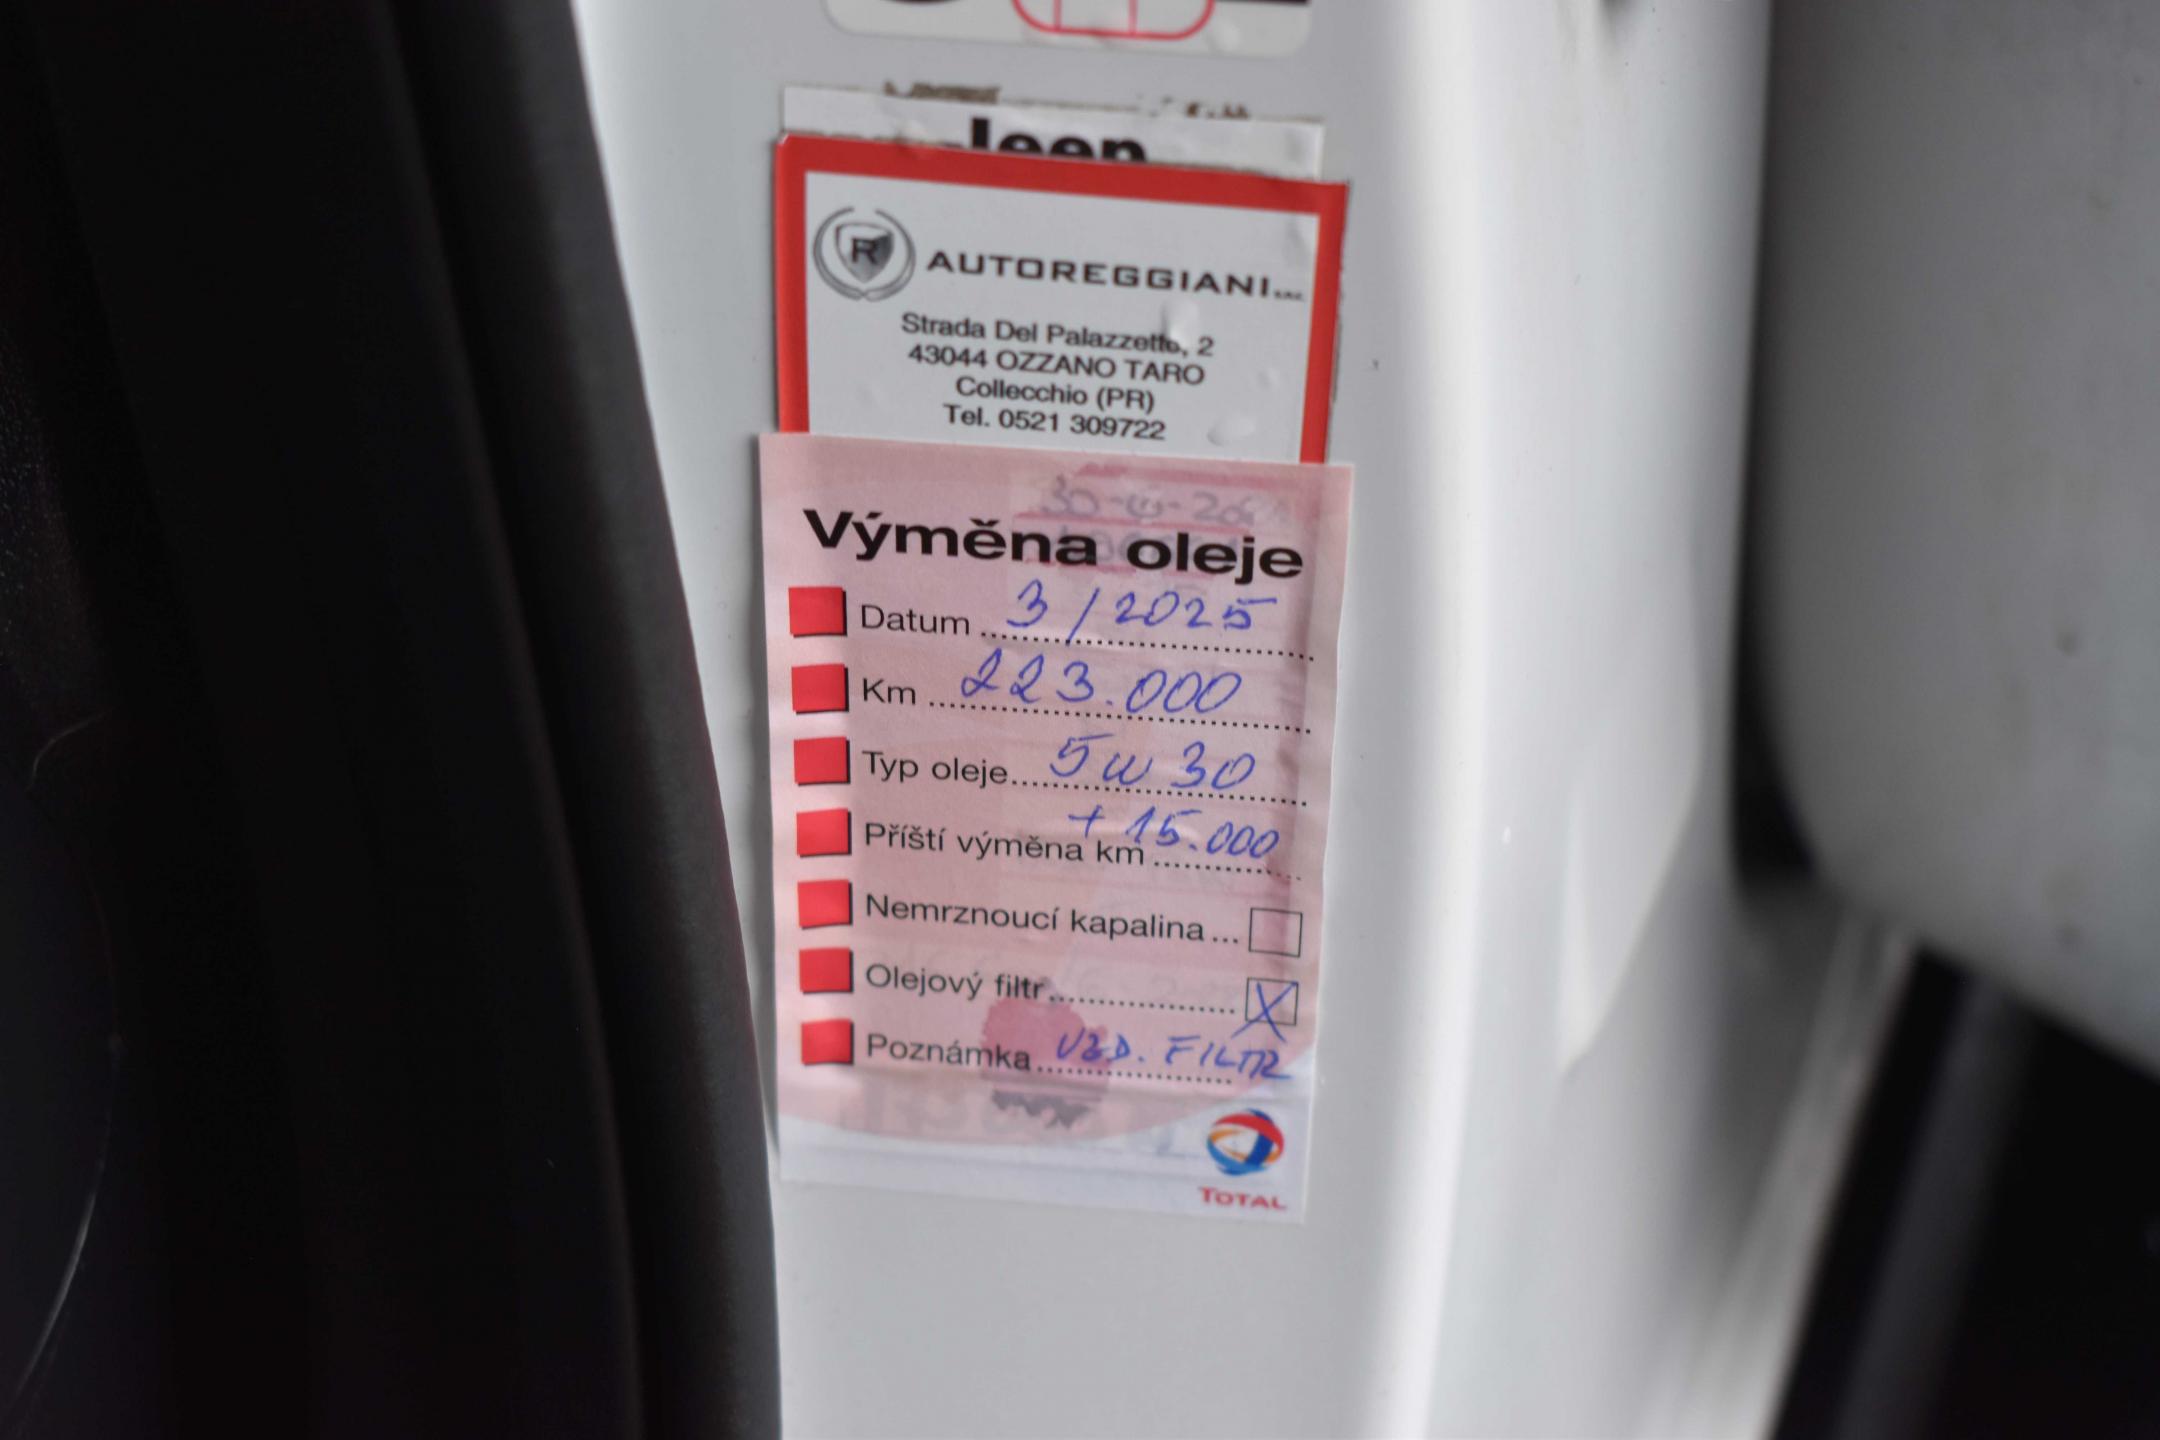 Jeep
R
AUTOREGGIANI s.n.c.
Strada Del Palazzetto, 2
43044 OZZANO TARO
Collecchio (PR)
Tel. 0521 309722
Výměna oleje
Datum 3/2025
Km 223.000
Typ oleje 5W30
Příští výměna km +15.000
Nemrznoucí kapalina ...
Olejový filtr X
Poznámka VZD. FILTR
TOTAL